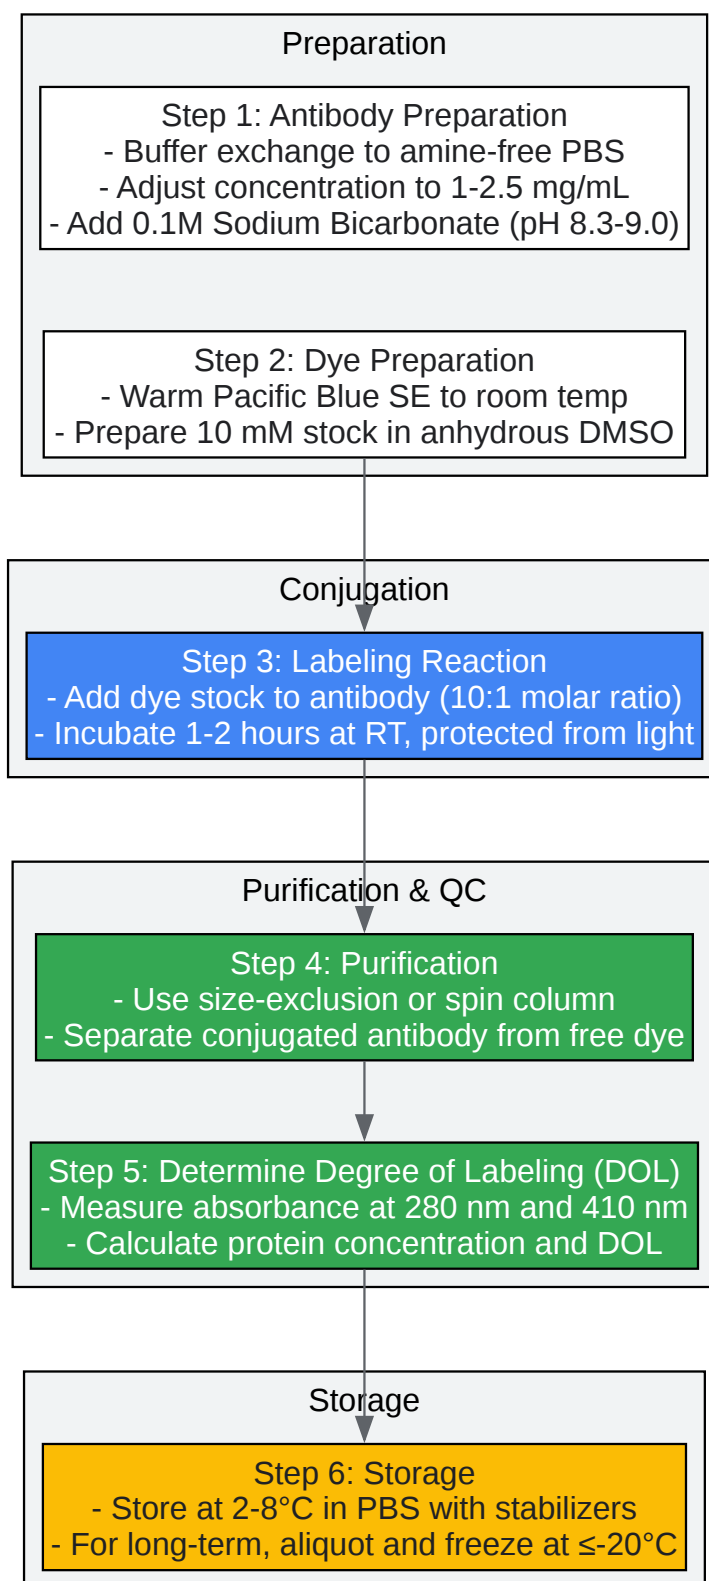 Preparation
Step 1: Antibody Preparation
- Buffer exchange to amine-free PBS
- Adjust concentration to 1-2.5 mg/mL
- Add 0.1M Sodium Bicarbonate (pH 8.3-9.0)
Step 2: Dye Preparation
- Warm Pacific Blue SE to room temp
- Prepare 10 mM stock in anhydrous DMSO
Conjugation
Step 3: Labeling Reaction
- Add dye stock to antibody (10:1 molar ratio)
- Incubate 1-2 hours at RT, protected from light
Purification & QC
Step 4: Purification
- Use size-exclusion or spin column
- Separate conjugated antibody from free dye
Step 5: Determine Degree of Labeling (DOL)
- Measure absorbance at 280 nm and 410 nm
- Calculate protein concentration and DOL
Storage
Step 6: Storage
- Store at 2-8°C in PBS with stabilizers
- For long-term, aliquot and freeze at ≤-20°C